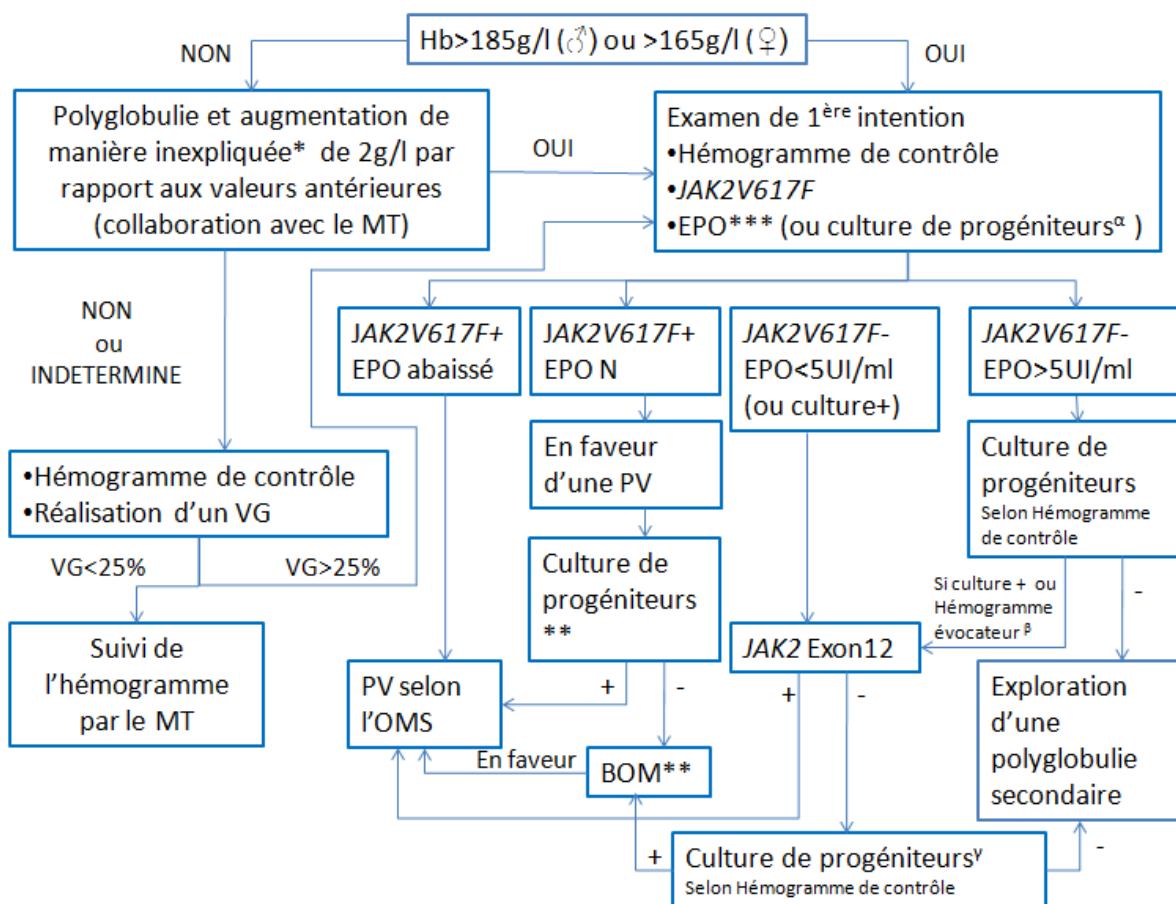 Hb>185g/l (♂) ou >165g/l (♀)
NON
OUI
Polyglobulie et augmentation de
manière inexpliquée* de 2g/l par
rapport aux valeurs antérieures
(collaboration avec le MT)
OUI
Examen de 1ère intention
•Hémogramme de contrôle
•JAK2V617F
•EPO*** (ou culture de progéniteursα )
NON
ou
INDETERMINE
JAK2V617F+
EPO abaissé
JAK2V617F+
EPO N
JAK2V617F-
EPO<5UI/ml
(ou culture+)
JAK2V617F-
EPO>5UI/ml
En faveur
d'une PV
Culture de
progéniteurs
Selon Hémogramme
de contrôle
•Hémogramme de contrôle
•Réalisation d'un VG
VG<25%
VG>25%
Culture de
progéniteurs
**
Si culture + ou
Hémogramme
évocateur β
-
Suivi de
l'hémogramme
par le MT
JAK2 Exon12
PV selon
l'OMS
+
-
+
-
Exploration
d'une
polyglobulie
secondaire
En faveur
BOM**
+
Culture de progéniteursγ
Selon Hémogramme de contrôle
-